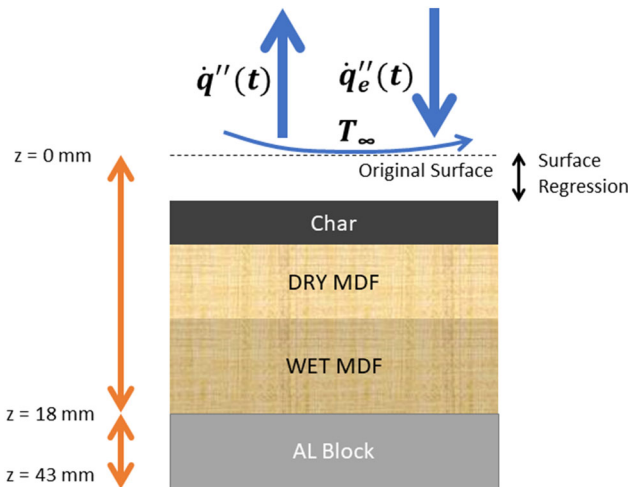 q̇''(t)
q̇ₑ''(t)
T∞
z = 0 mm
Original Surface
Surface
Regression
Char
DRY MDF
WET MDF
z = 18 mm
AL Block
z = 43 mm